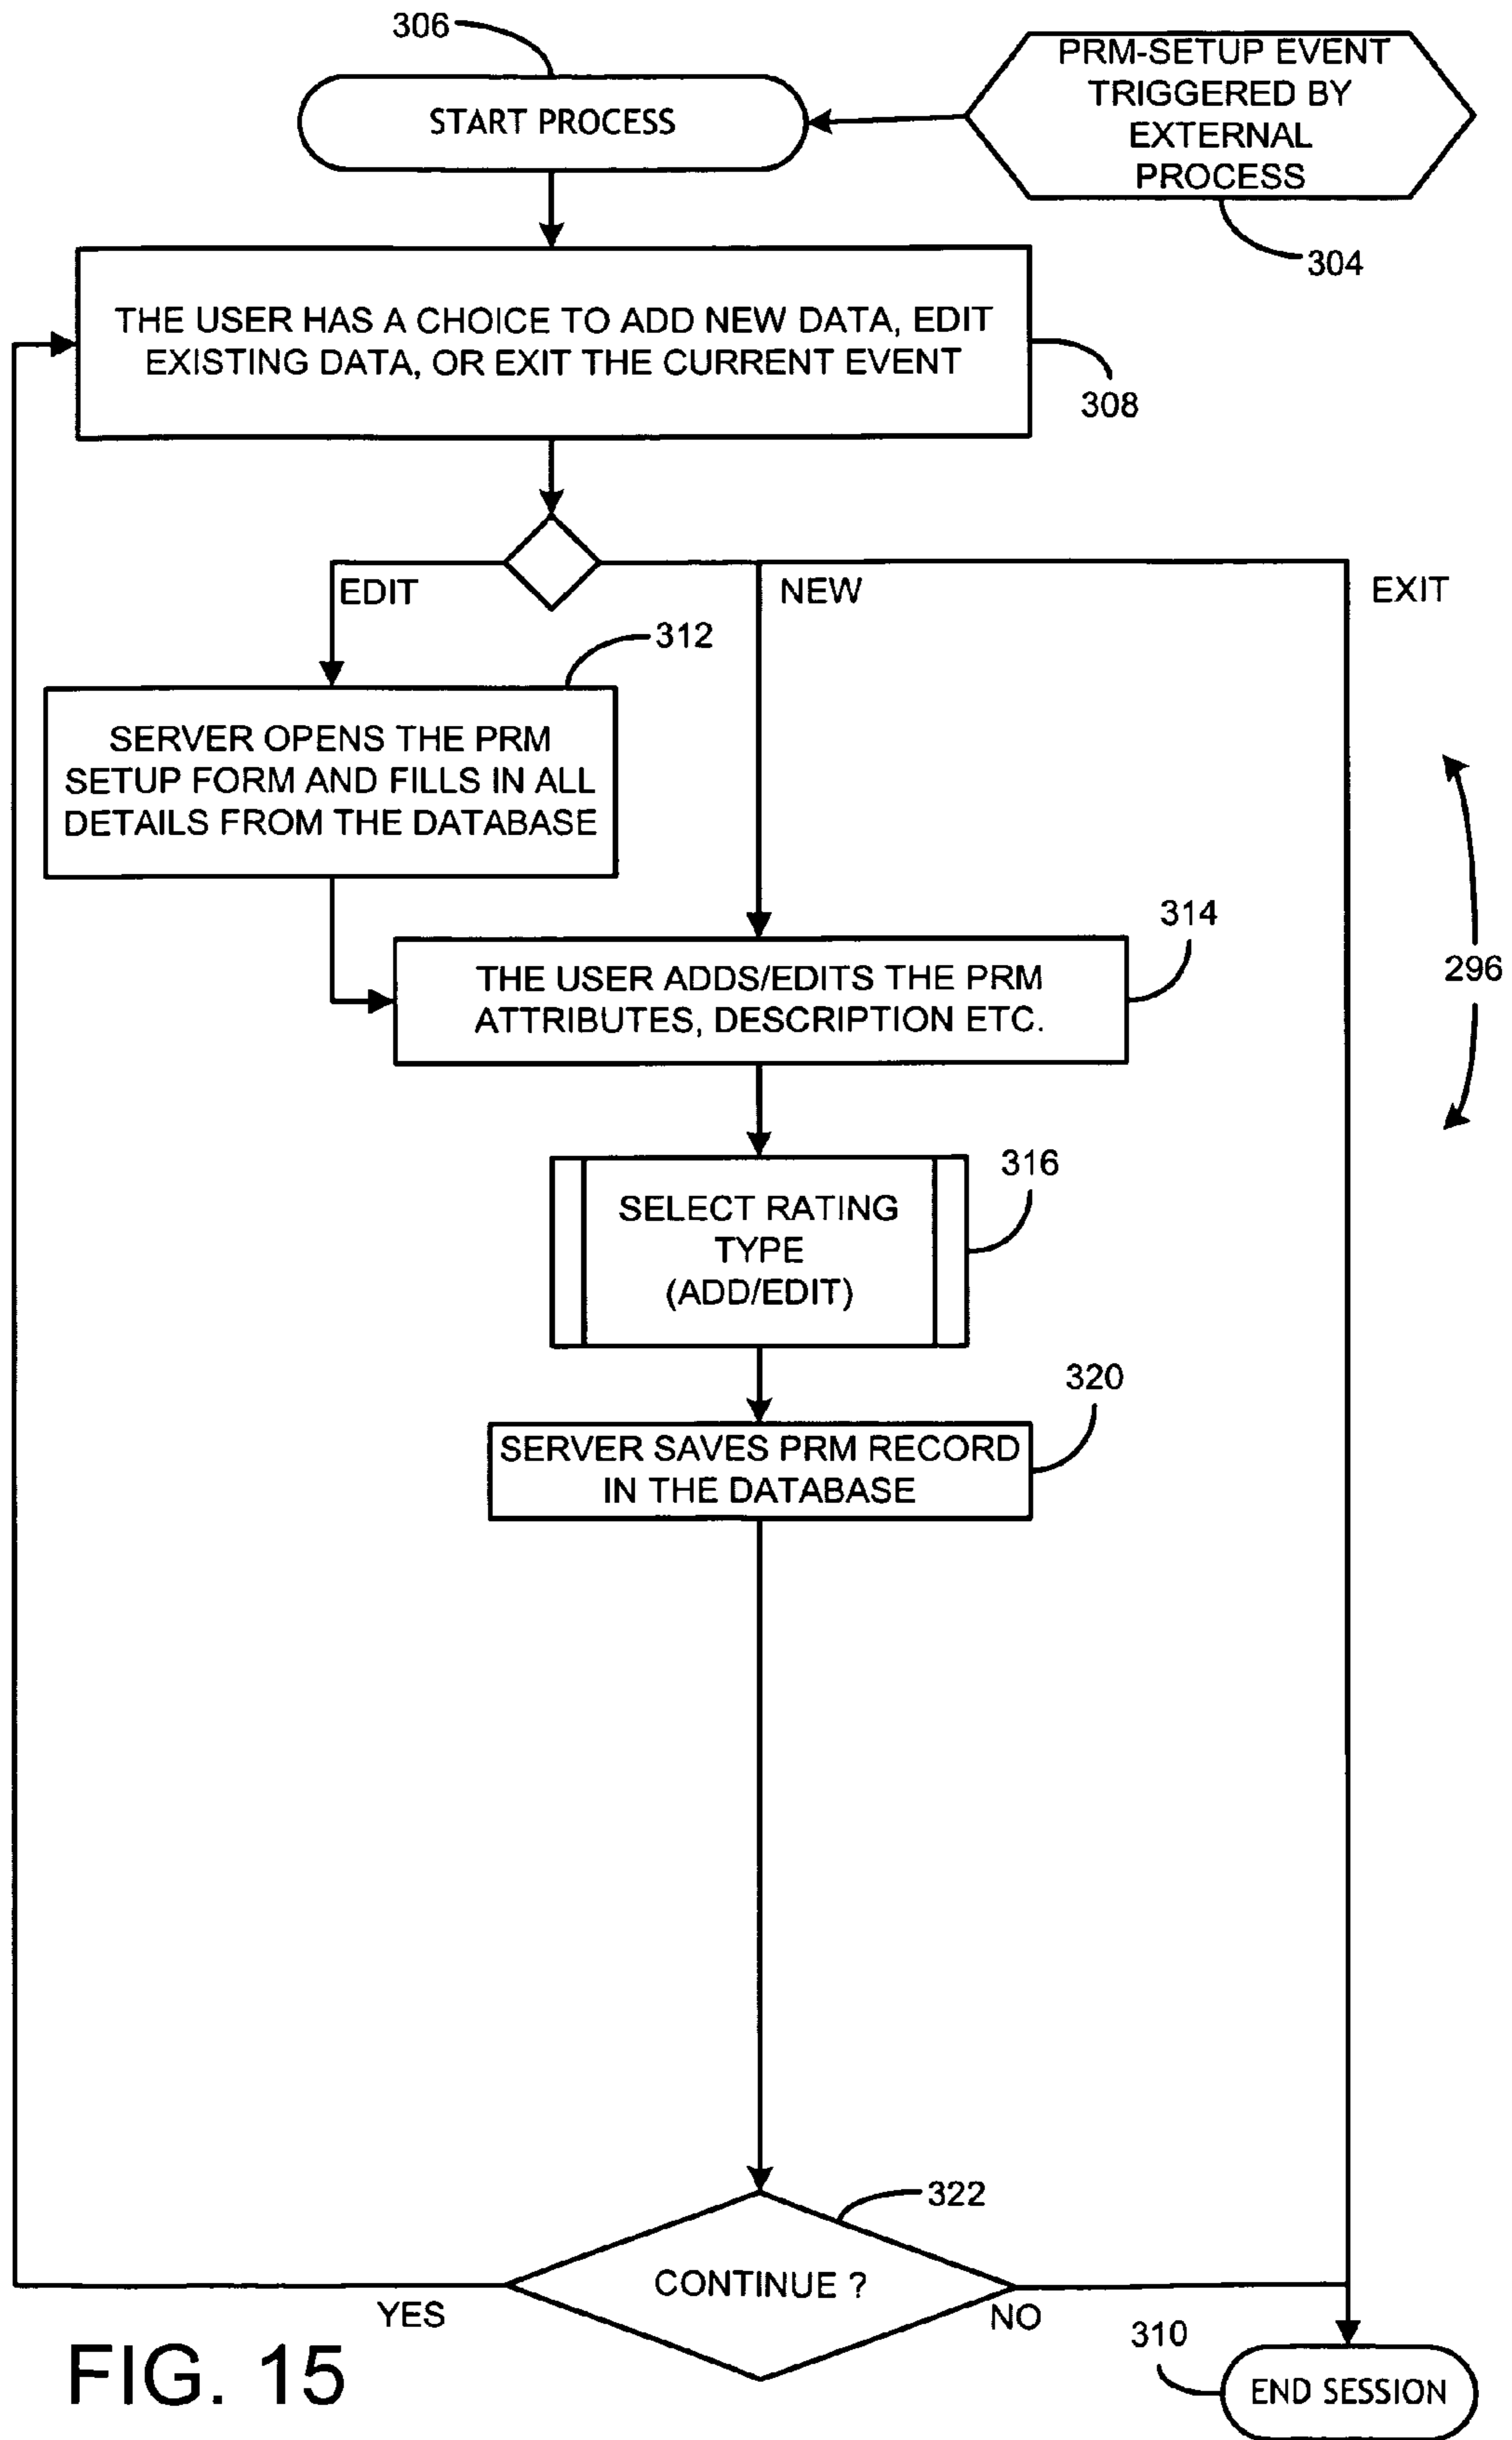 306
START PROCESS
PRM-SETUP EVENT
TRIGGERED BY
EXTERNAL
PROCESS
304
THE USER HAS A CHOICE TO ADD NEW DATA, EDIT
EXISTING DATA, OR EXIT THE CURRENT EVENT
308
EDIT
NEW
EXIT
312
SERVER OPENS THE PRM
SETUP FORM AND FILLS IN ALL
DETAILS FROM THE DATABASE
314
THE USER ADDS/EDITS THE PRM
ATTRIBUTES, DESCRIPTION ETC.
296
316
SELECT RATING
TYPE
(ADD/EDIT)
320
SERVER SAVES PRM RECORD
IN THE DATABASE
322
CONTINUE ?
YES
NO
310
END SESSION
FIG. 15